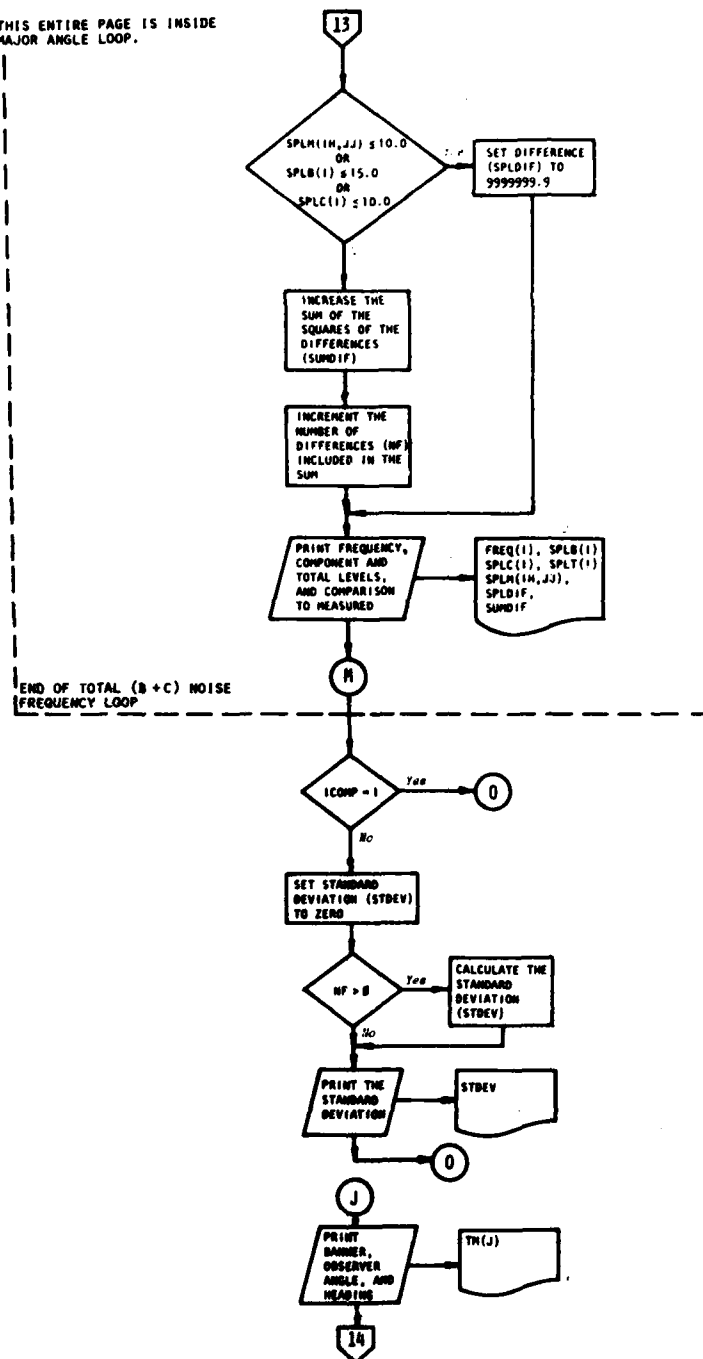 THIS ENTIRE PAGE IS INSIDE
MAJOR ANGLE LOOP.
13
SPLM(IH,JJ) ≤ 10.0
OR
SPLB(I) ≤ 15.0
OR
SPLC(I) ≤ 10.0
SET DIFFERENCE
(SPLDIF) TO
9999999.9
INCREASE THE
SUM OF THE
SQUARES OF THE
DIFFERENCES
(SUMDIF)
INCREMENT THE
NUMBER OF
DIFFERENCES (NF)
INCLUDED IN THE
SUM
PRINT FREQUENCY,
COMPONENT AND
TOTAL LEVELS,
AND COMPARISON
TO MEASURED
FREQ(I), SPLB(I)
SPLC(I), SPLT(I)
SPLM(IH,JJ),
SPLDIF,
SUMDIF
M
END OF TOTAL (B + C) NOISE
FREQUENCY LOOP
ICOMP = 1
Yes
O
No
SET STANDARD
DEVIATION (STDEV)
TO ZERO
NF > 0
Yes
CALCULATE THE
STANDARD
DEVIATION
(STDEV)
No
PRINT THE
STANDARD
DEVIATION
STDEV
O
J
PRINT
BANNER,
OBSERVER
ANGLE, AND
HEADING
TM(J)
14